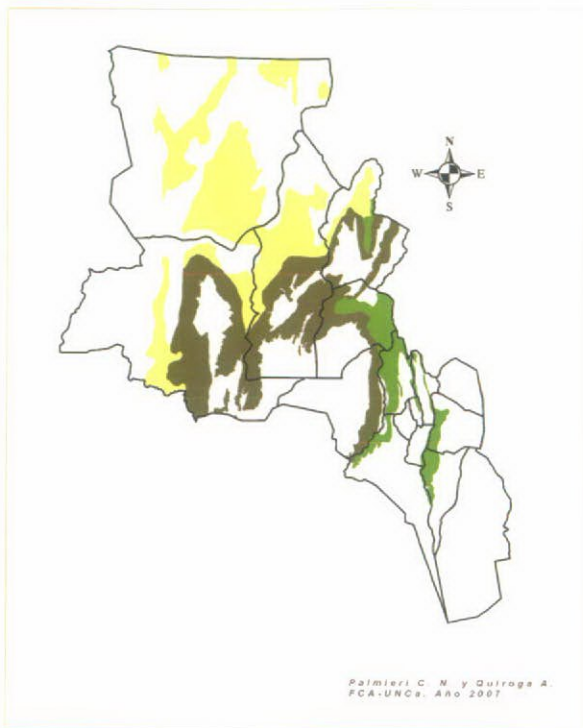 N
W E
S
Palmieri C. N. y Quiroga A.
FCA-UNCa. Año 2007